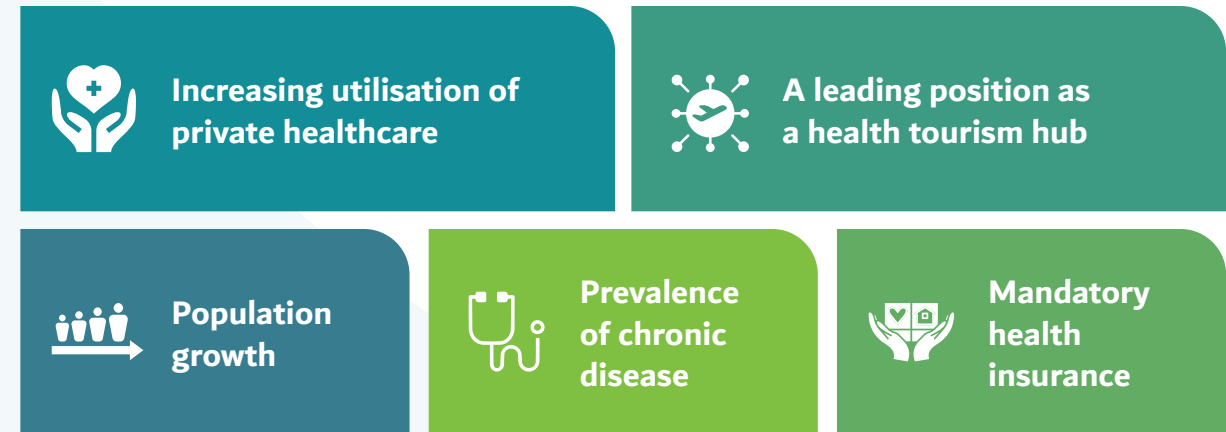 Increasing utilisation of
private healthcare
A leading position as
a health tourism hub
Population
growth
Prevalence
of chronic
disease
Mandatory
health
insurance